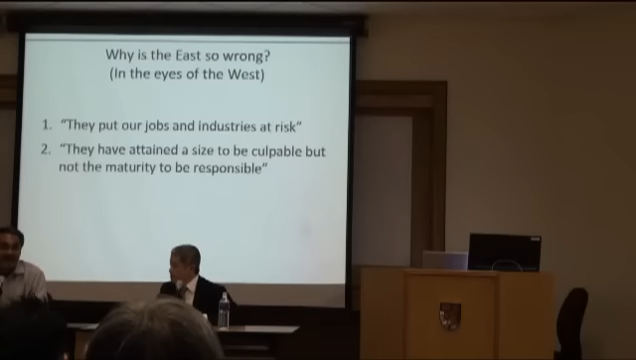 Why is the East so wrong?
(In the eyes of the West)
1. "They put our jobs and industries at risk"
2. "They have attained a size to be culpable but
not the maturity to be responsible"